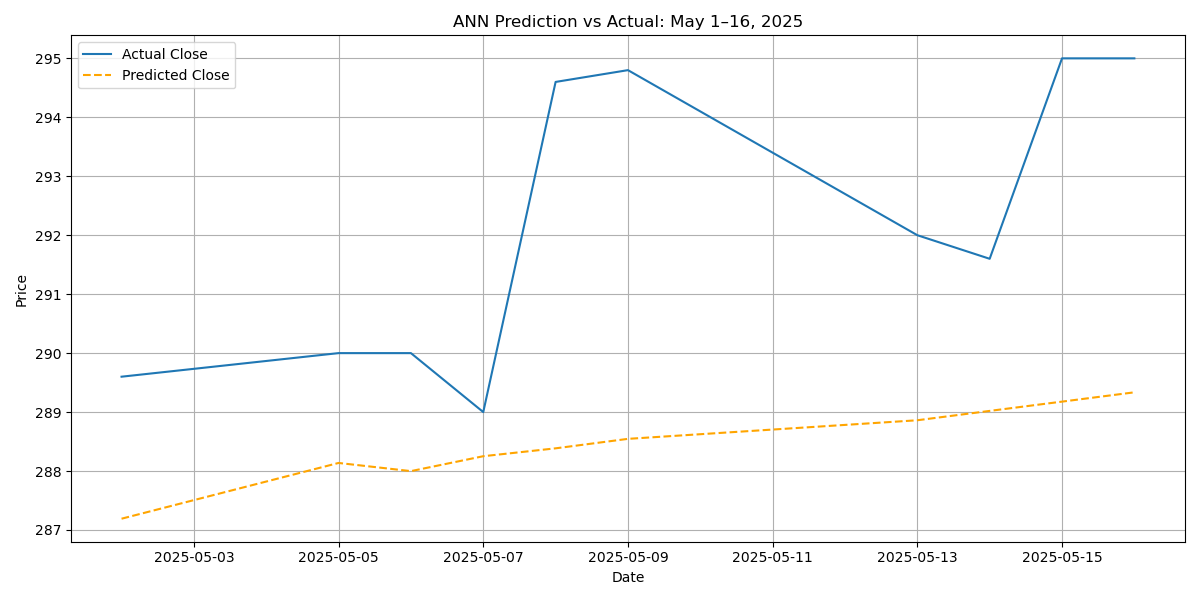 ANN Prediction vs Actual: May 1–16, 2025
Actual Close
Predicted Close
295
294
293
292
291
290
289
288
287
Price
2025-05-03 2025-05-05 2025-05-07 2025-05-09 2025-05-11 2025-05-13 2025-05-15
Date